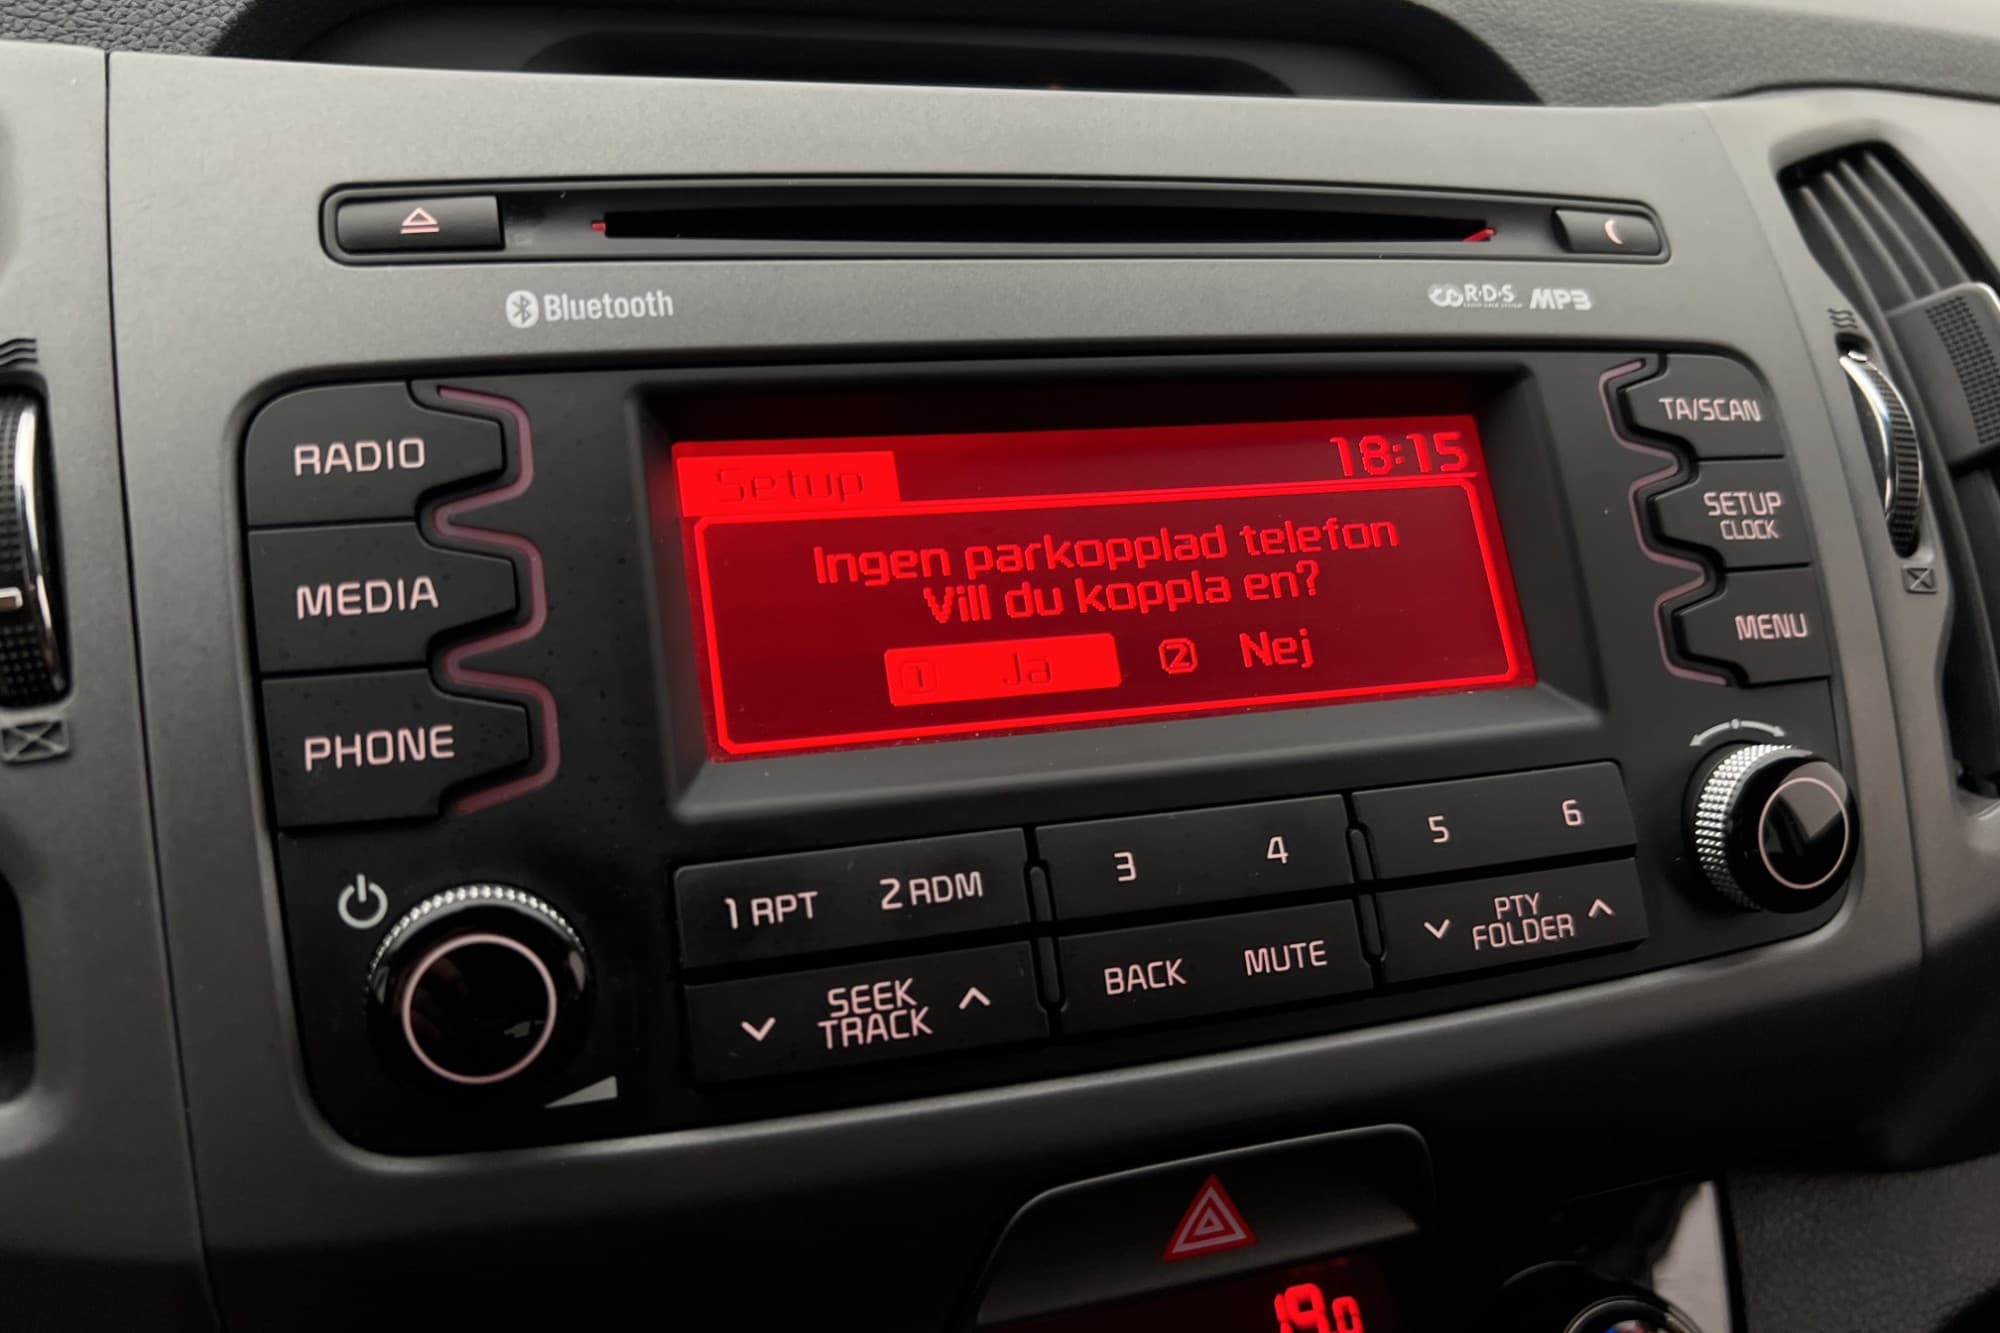 Bluetooth
R·D·S MP3
RADIO
MEDIA
PHONE
Setup
18:15
Ingen parkopplad telefon
Vill du koppla en?
1 Ja 2 Nej
TA/SCAN
SETUP
CLOCK
MENU
1 RPT 2 RDM 3 4 5 6
SEEK
TRACK
BACK MUTE
PTY
FOLDER
19.0